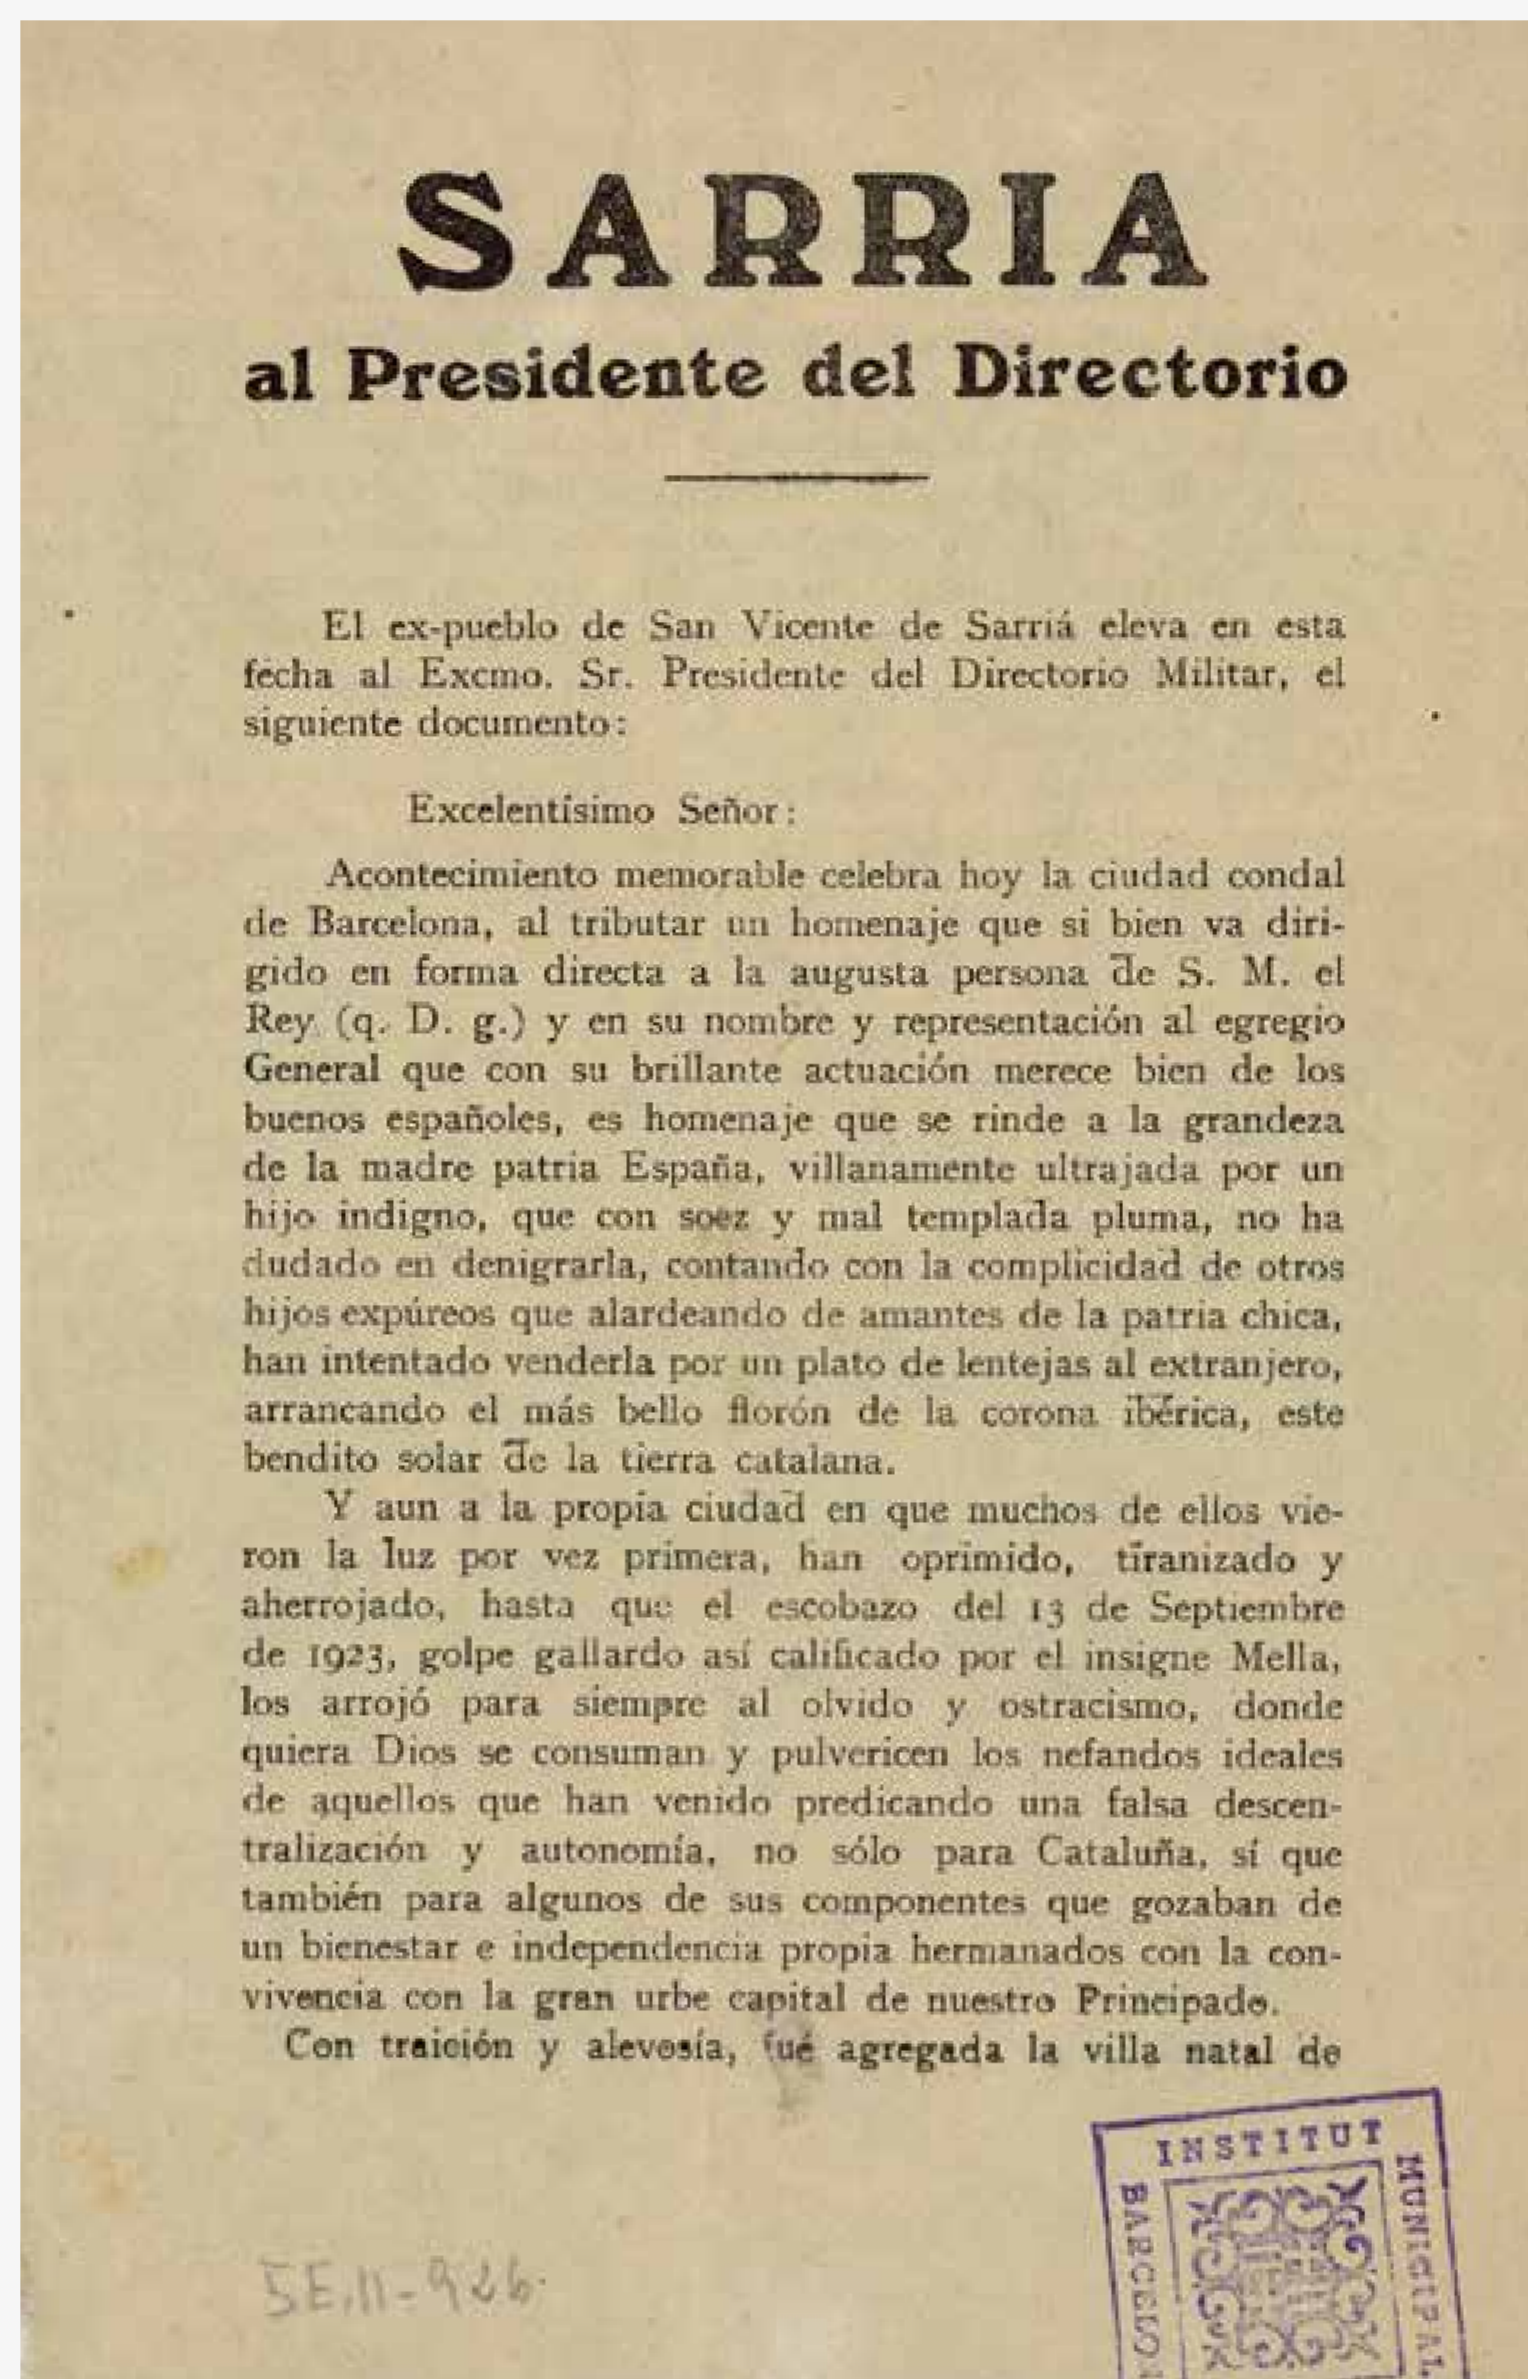 SARRIA
al Presidente del Directorio
El ex-pueblo de San Vicente de Sarriá eleva en esta
fecha al Excmo. Sr. Presidente del Directorio Militar, el
siguiente documento:
Excelentísimo Señor:
Acontecimiento memorable celebra hoy la ciudad condal
de Barcelona, al tributar un homenaje que si bien va diri-
gido en forma directa a la augusta persona de S. M. el
Rey (q. D. g.) y en su nombre y representación al egregio
General que con su brillante actuación merece bien de los
buenos españoles, es homenaje que se rinde a la grandeza
de la madre patria España, villanamente ultrajada por un
hijo indigno, que con soez y mal templada pluma, no ha
dudado en denigrarla, contando con la complicidad de otros
hijos expúreos que alardeando de amantes de la patria chica,
han intentado venderla por un plato de lentejas al extranjero,
arrancando el más bello florón de la corona ibérica, este
bendito solar de la tierra catalana.
Y aun a la propia ciudad en que muchos de ellos vie-
ron la luz por vez primera, han oprimido, tiranizado y
aherrojado, hasta que el escobazo del 13 de Septiembre
de 1923, golpe gallardo así calificado por el insigne Mella,
los arrojó para siempre al olvido y ostracismo, donde
quiera Dios se consuman y pulvericen los nefandos ideales
de aquellos que han venido predicando una falsa descen-
tralización y autonomía, no sólo para Cataluña, sí que
también para algunos de sus componentes que gozaban de
un bienestar e independencia propia hermanados con la con-
vivencia con la gran urbe capital de nuestro Principado.
Con traición y alevosía, fué agregada la villa natal de
INSTITUT
MUNICIPAL
BARCELON
5E.11-926.